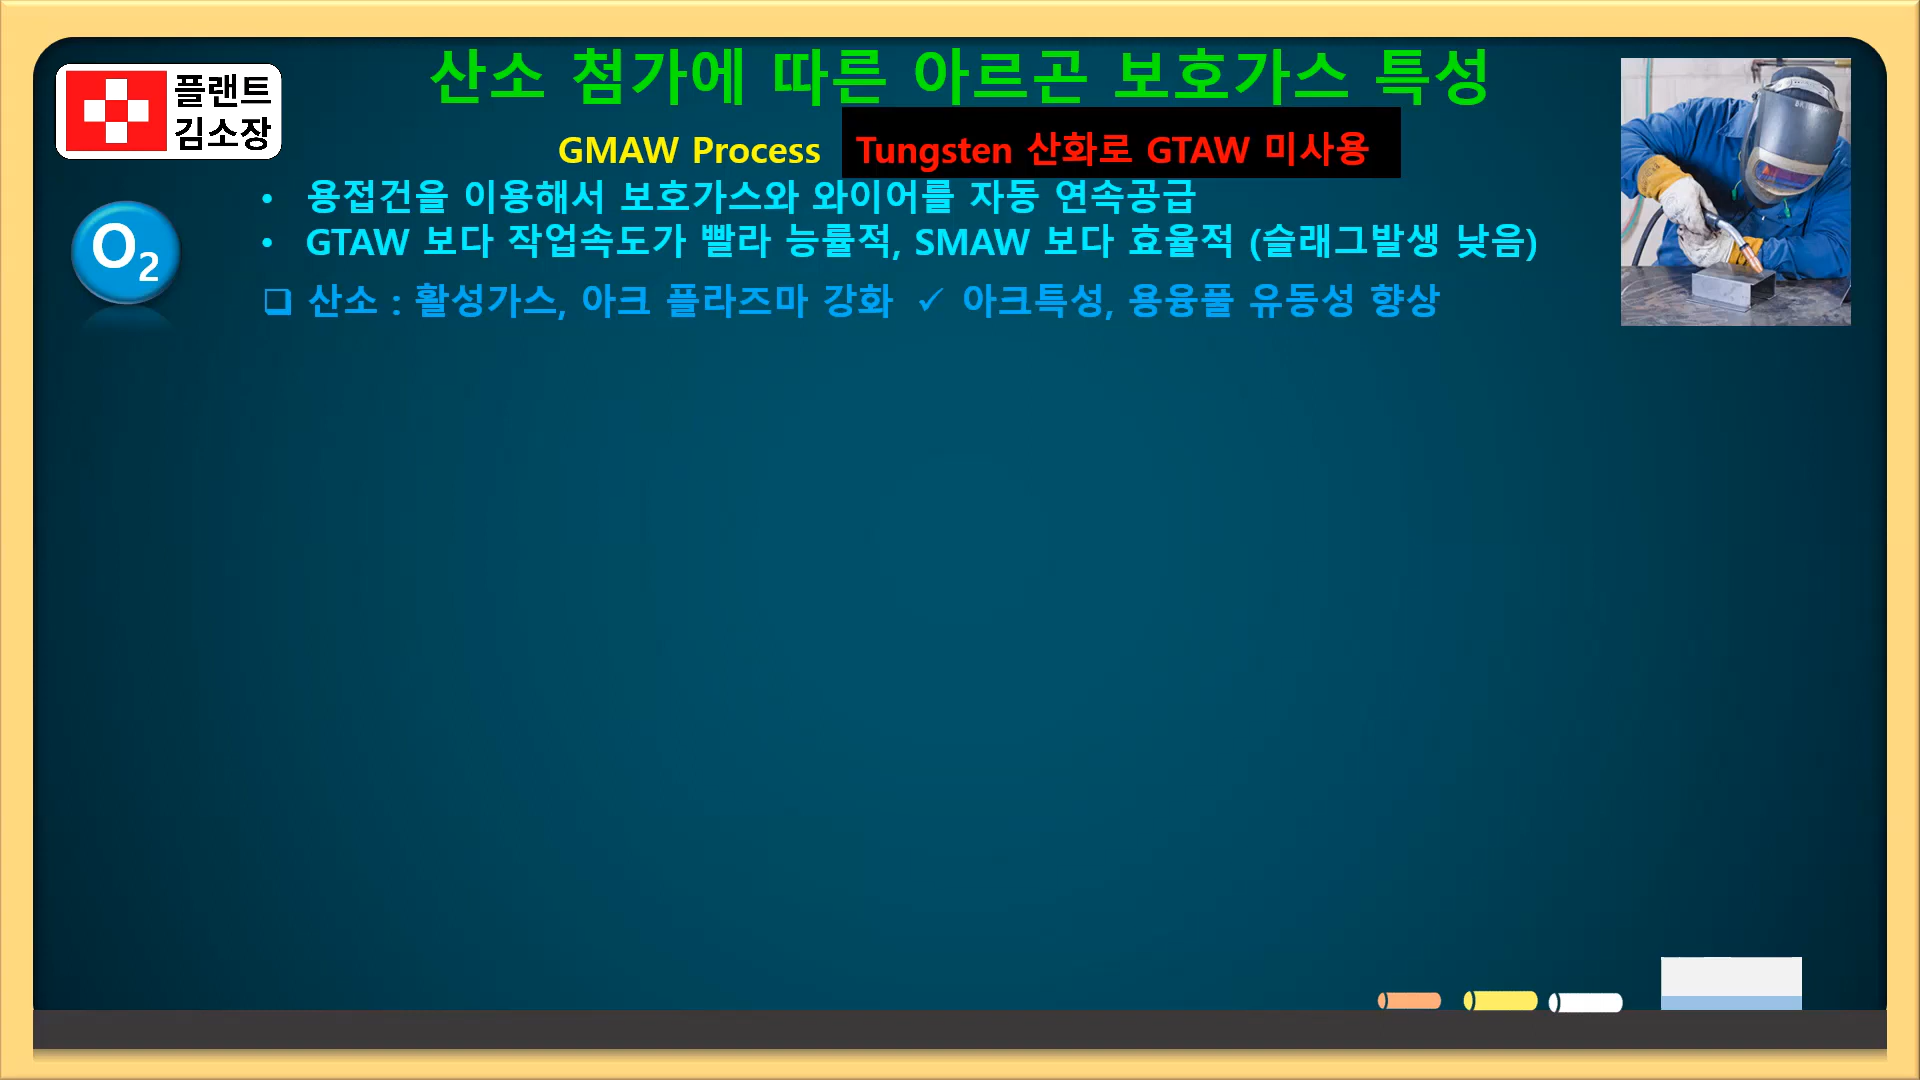 산소 첨가에 따른 아르곤 보호가스 특성
플랜트
김소장
GMAW Process Tungsten 산화로 GTAW 미사용
• 용접건을 이용해서 보호가스와 와이어를 자동 연속공급
• GTAW 보다 작업속도가 빨라 능률적, SMAW 보다 효율적 (슬래그발생 낮음)
O₂
❑ 산소 : 활성가스, 아크 플라즈마 강화 ✓ 아크특성, 용융풀 유동성 향상